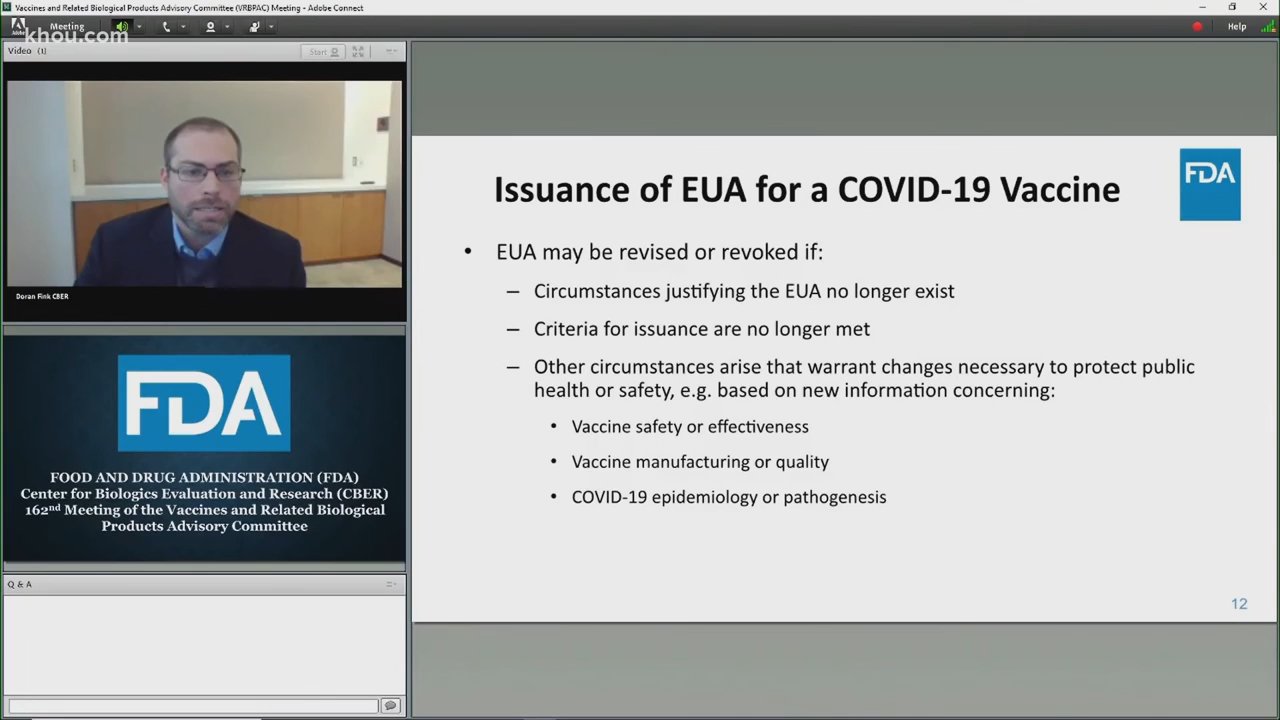 Vaccines and Related Biological Products Advisory Committee (VRBPAC) Meeting - Adobe Connect
Meeting
Help
khou.com
Video (1)
Start
Doran Fink CBER
FDA
FOOD AND DRUG ADMINISTRATION (FDA)
Center for Biologics Evaluation and Research (CBER)
162nd Meeting of the Vaccines and Related Biological
Products Advisory Committee
Q & A
FDA
Issuance of EUA for a COVID-19 Vaccine
• EUA may be revised or revoked if:
– Circumstances justifying the EUA no longer exist
– Criteria for issuance are no longer met
– Other circumstances arise that warrant changes necessary to protect public
health or safety, e.g. based on new information concerning:
• Vaccine safety or effectiveness
• Vaccine manufacturing or quality
• COVID-19 epidemiology or pathogenesis
12